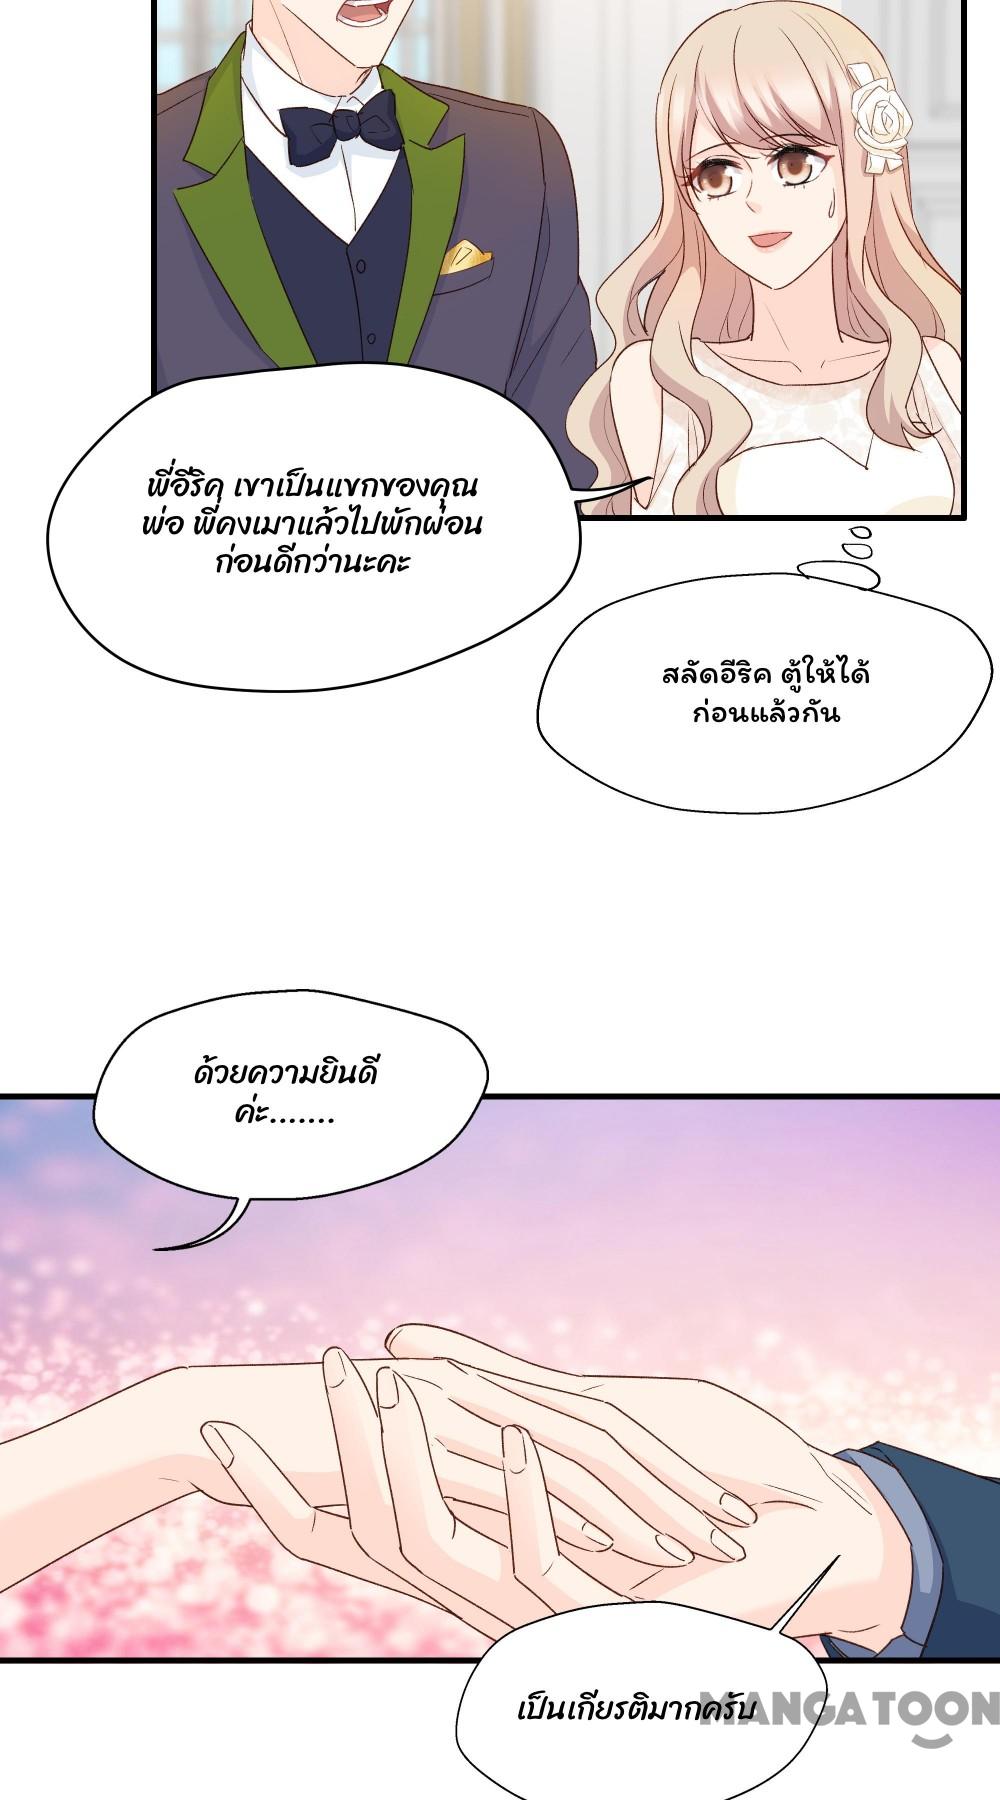 พี่อีริค เขาเป็นแขกของคุณ
พ่อ พี่คงเมาแล้วไปพักผ่อน
ก่อนดีกว่านะคะ
สลัดอีริค ตู้ให้ได้
ก่อนแล้วกัน
ด้วยความยินดี
ค่ะ.......
เป็นเกียรติมากครับ
MANGATOON